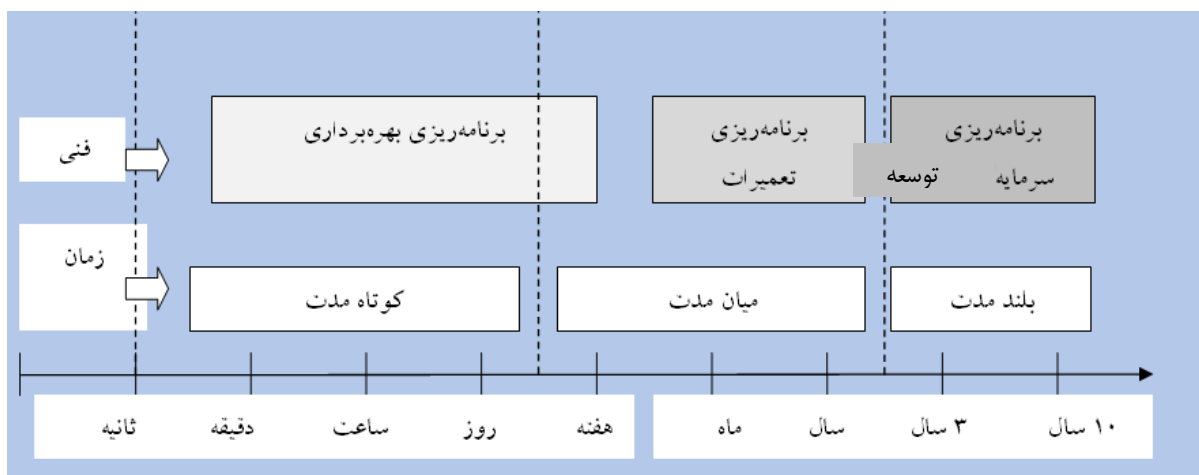 فنی
برنامه‌ریزی بهره‌برداری
برنامه‌ریزی
تعمیرات
برنامه‌ریزی
سرمایه
توسعه
زمان
کوتاه مدت
میان مدت
بلند مدت
ثانیه
دقیقه
ساعت
روز
هفته
ماه
سال
۳ سال
۱۰ سال